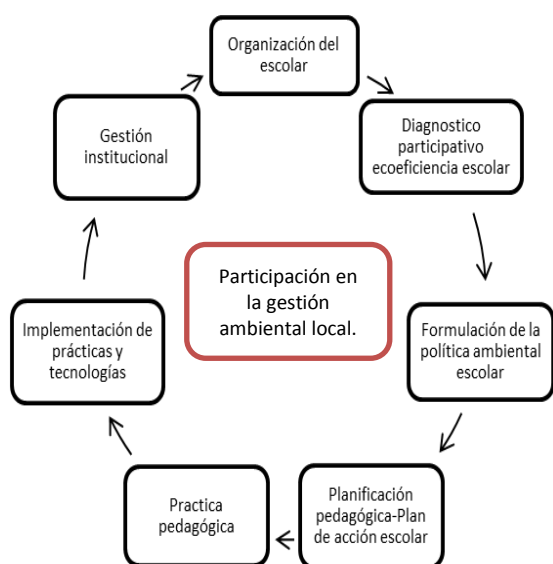 Organización del
escolar
Diagnostico
participativo
ecoeficiencia escolar
Formulación de la
política ambiental
escolar
Planificación
pedagógica-Plan
de acción escolar
Practica
pedagógica
Implementación de
prácticas y
tecnologías
Gestión
institucional
Participación en
la gestión
ambiental local.